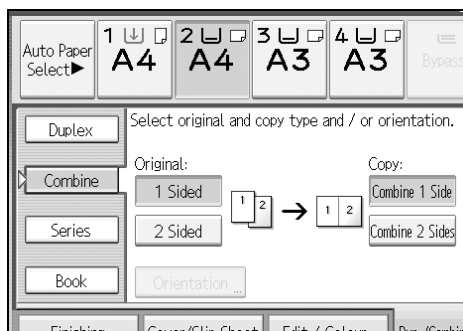 Auto Paper
Select▶
1
A4
2
A4
3
A3
4
A3
Bypass
Duplex
Combine
Series
Book
Select original and copy type and / or orientation.
Original:
1 Sided
2 Sided
1 2
→
1 2
Copy:
Combine 1 Side
Combine 2 Sides
Orientation
Finishing
Cover/Slip Sheet
Edit / Colour